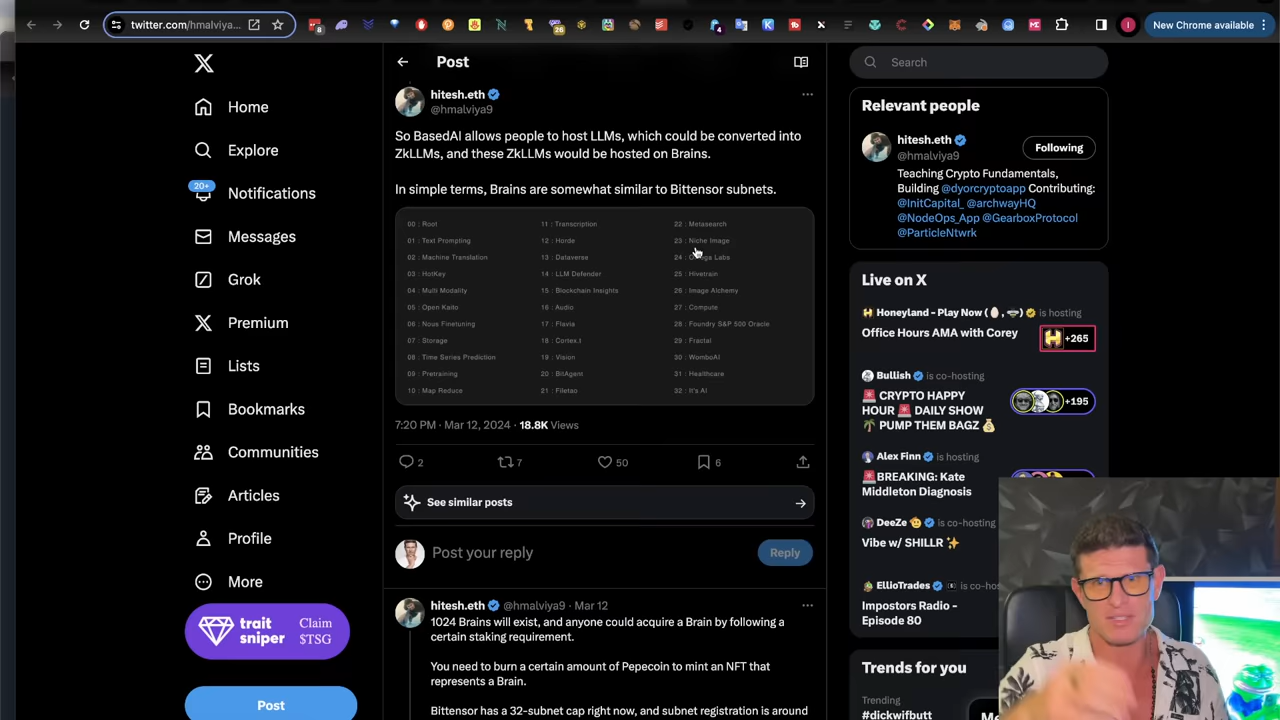 twitter.com/hmalviya...
New Chrome available
8
26
4
Home
Explore
20+
Notifications
Messages
Grok
Premium
Lists
Bookmarks
Communities
Articles
Profile
More
trait
sniper
Claim
$TSG
Post
Post
hitesh.eth
@hmalviya9
So BasedAI allows people to host LLMs, which could be converted into
ZkLLMs, and these ZkLLMs would be hosted on Brains.
In simple terms, Brains are somewhat similar to Bittensor subnets.
00 : Root
01 : Text Prompting
02 : Machine Translation
03 : HotKey
04 : Multi Modality
05 : Open Kaito
06 : Nous Finetuning
07 : Storage
08 : Time Series Prediction
09 : Pretraining
10 : Map Reduce
11 : Transcription
12 : Horde
13 : Dataverse
14 : LLM Defender
15 : Blockchain Insights
16 : Audio
17 : Flavia
18 : Cortex.t
19 : Vision
20 : BitAgent
21 : Filetao
22 : Metasearch
23 : Niche Image
24 : Labs
25 : Hivetrain
26 : Image Alchemy
27 : Compute
28 : Foundry S&P 500 Oracle
29 : Fractal
30 : WomboAI
31 : Healthcare
32 : It's AI
7:20 PM · Mar 12, 2024 · 18.8K Views
2
7
50
6
See similar posts
Post your reply
Reply
hitesh.eth @hmalviya9 · Mar 12
1024 Brains will exist, and anyone could acquire a Brain by following a
certain staking requirement.
You need to burn a certain amount of Pepecoin to mint an NFT that
represents a Brain.
Bittensor has a 32-subnet cap right now, and subnet registration is around
Search
Relevant people
hitesh.eth
@hmalviya9
Following
Teaching Crypto Fundamentals,
building @dyorcryptoapp Contributing:
@InitCapital_ @archwayHQ
@NodeOps_App @GearboxProtocol
@ParticleNtwrk
Live on X
Honeyland - Play Now is hosting
Office Hours AMA with Corey
+265
Bullish is co-hosting
CRYPTO HAPPY
HOUR DAILY SHOW
PUMP THEM BAGZ
+195
Alex Finn is hosting
BREAKING: Kate
Middleton Diagnosis
DeeZe is co-hosting
Vibe w/ SHILLR
EllioTrades is co-hos
Impostors Radio -
Episode 80
Trends for you
Trending
#dickwifbutt